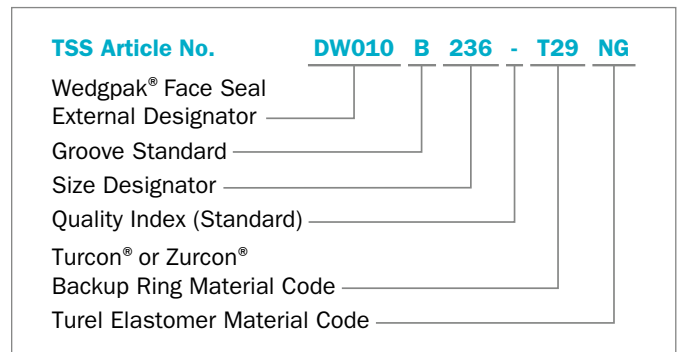 TSS Article No. DW010 B 236 - T29 NG
Wedgpak® Face Seal
External Designator
Groove Standard
Size Designator
Quality Index (Standard)
Turcon® or Zurcon®
Backup Ring Material Code
Turel Elastomer Material Code